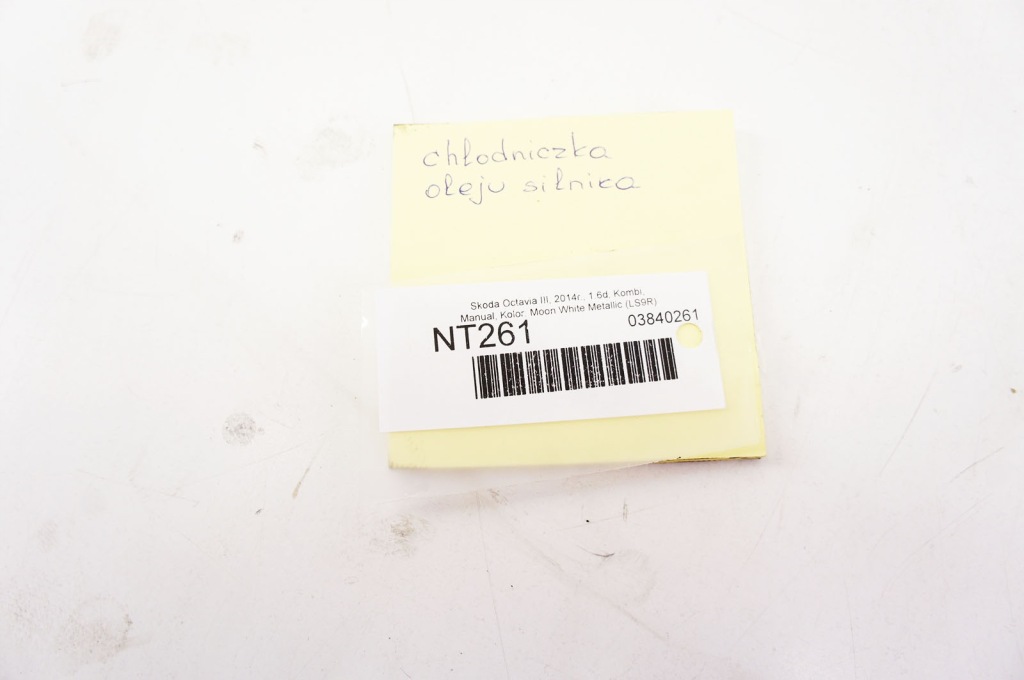 chłodniczka
oleju silnika
Skoda Octavia III, 2014r., 1.6d, Kombi,
Manual, Kolor: Moon White Metallic (LS9R)
NT261
03840261